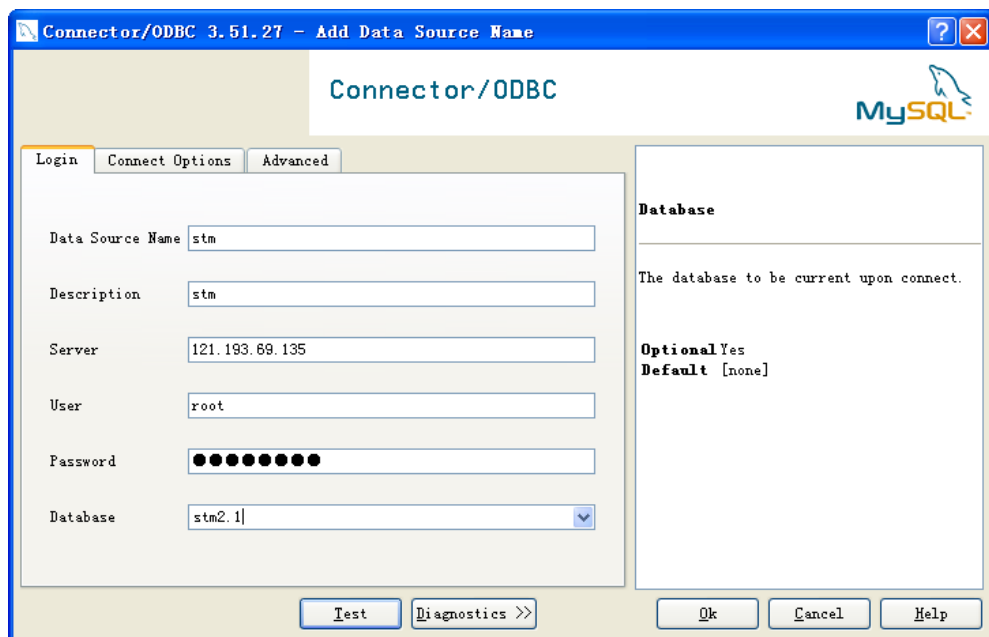 Connector/ODBC 3.51.27 - Add Data Source Name
Connector/ODBC
MySQL
Login Connect Options Advanced
Data Source Name stm
Description stm
Server 121.193.69.135
User root
Password ●●●●●●●●
Database stm2.1
Database
The database to be current upon connect.
Optional Yes
Default [none]
Test Diagnostics >> Ok Cancel Help